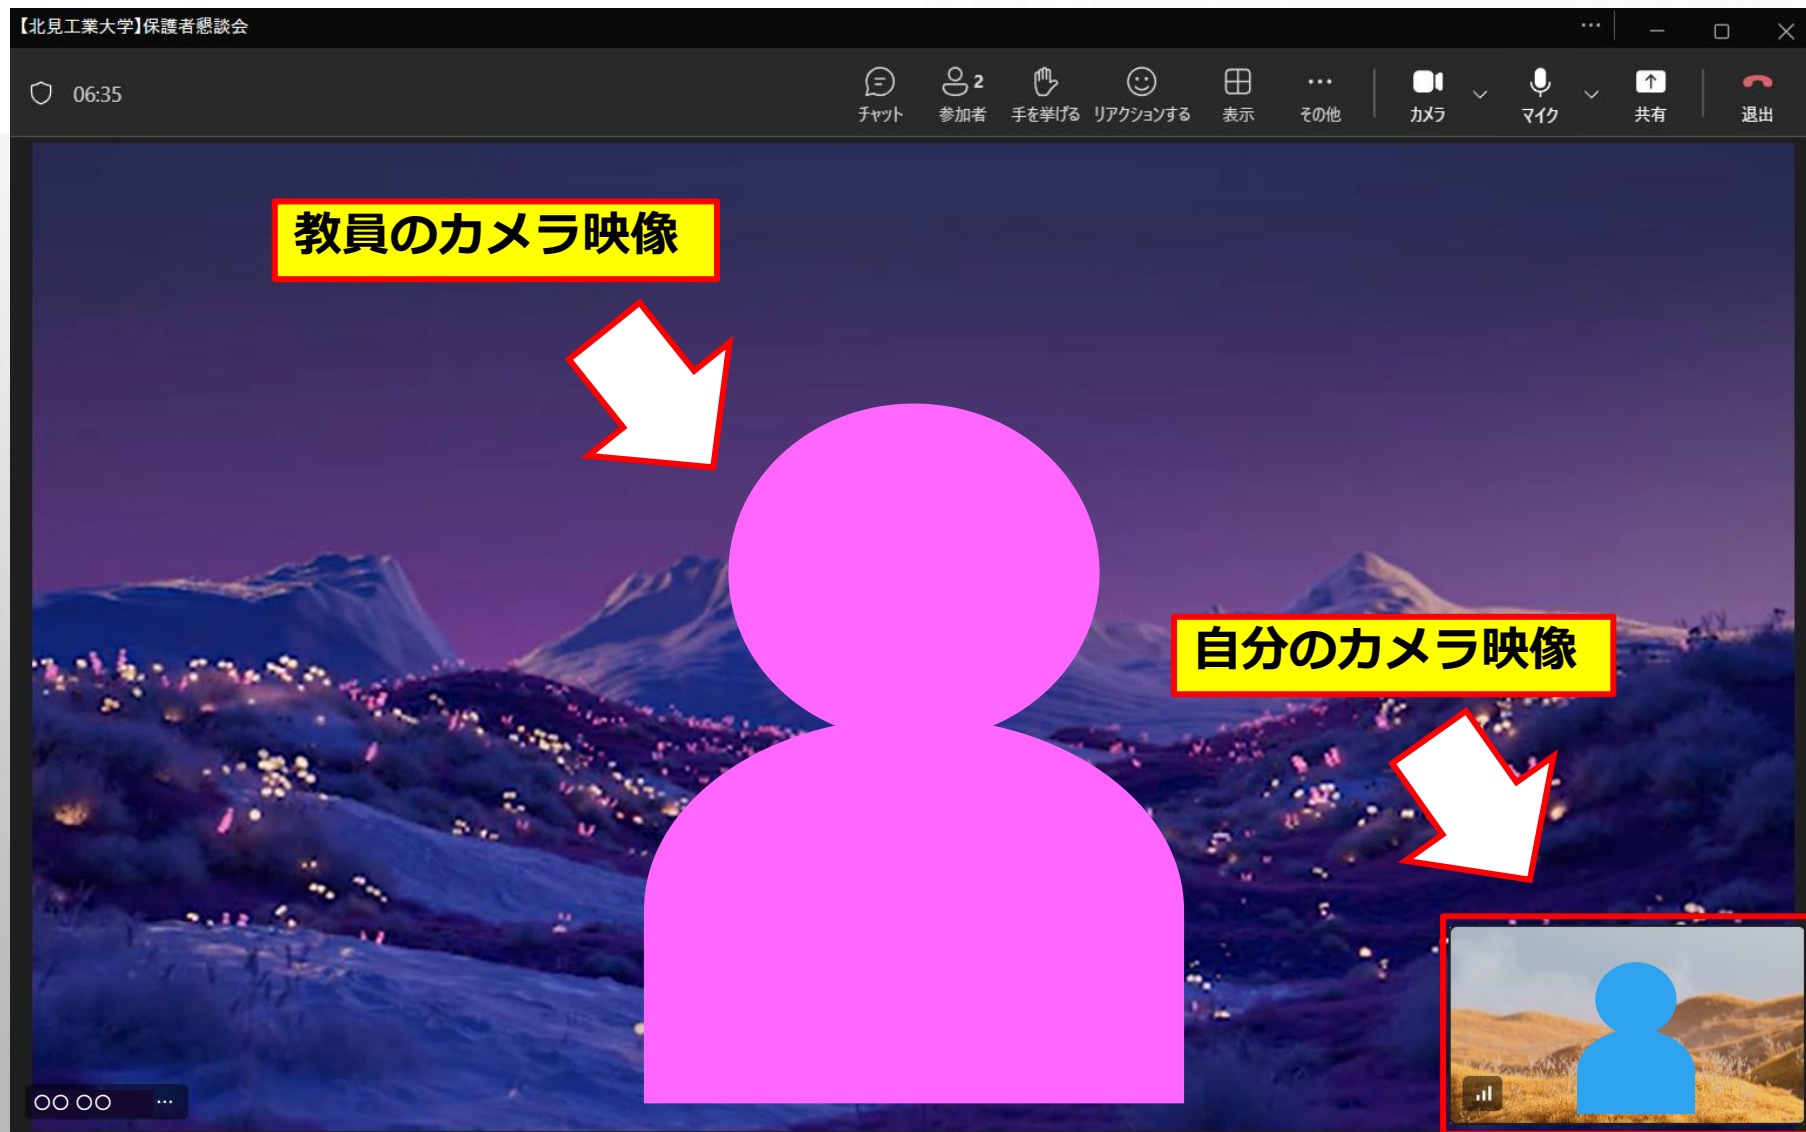 【北見工業大学】保護者懇談会
06:35
2
チャット 参加者 手を挙げる リアクションする 表示 その他 カメラ マイク 共有 退出
教員のカメラ映像
自分のカメラ映像
○○ ○○